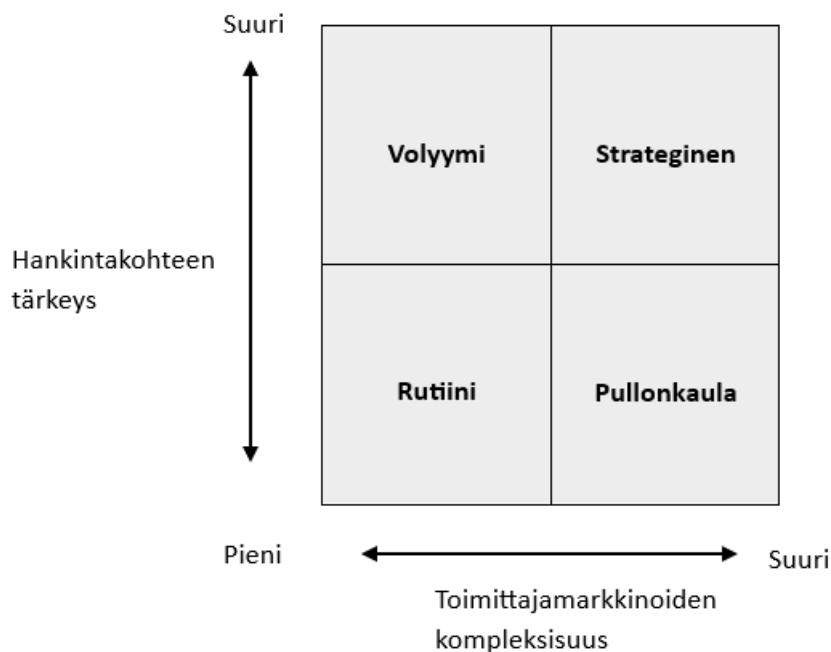 Suuri
Volyymi
Strateginen
Hankintakohteen
tärkeys
Rutiini
Pullonkaula
Pieni
Suuri
Toimittajamarkkinoiden
kompleksisuus